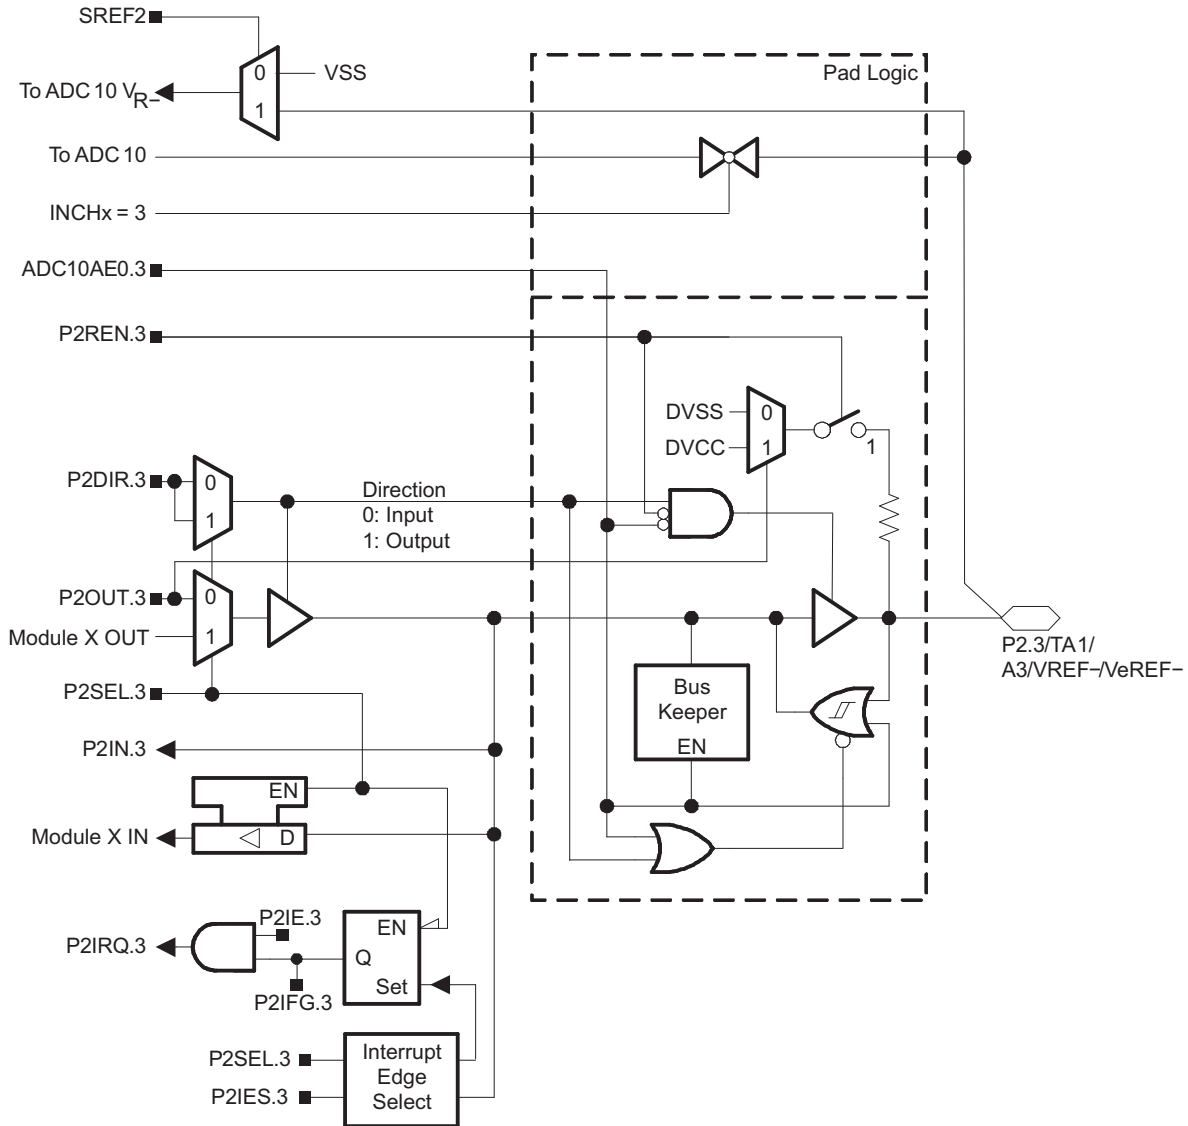 SREF2
0
VSS
Pad Logic
To ADC 10 VR−
1
To ADC 10
INCHx = 3
ADC10AE0.3
P2REN.3
DVSS
0
DVCC
1
1
P2DIR.3
0
1
Direction
0: Input
1: Output
P2OUT.3
0
Module X OUT
1
P2.3/TA1/
A3/VREF−/VeREF−
P2SEL.3
Bus
Keeper
EN
P2IN.3
EN
Module X IN
D
P2IE.3
EN
P2IRQ.3
Q
Set
P2IFG.3
P2SEL.3
P2IES.3
Interrupt
Edge
Select